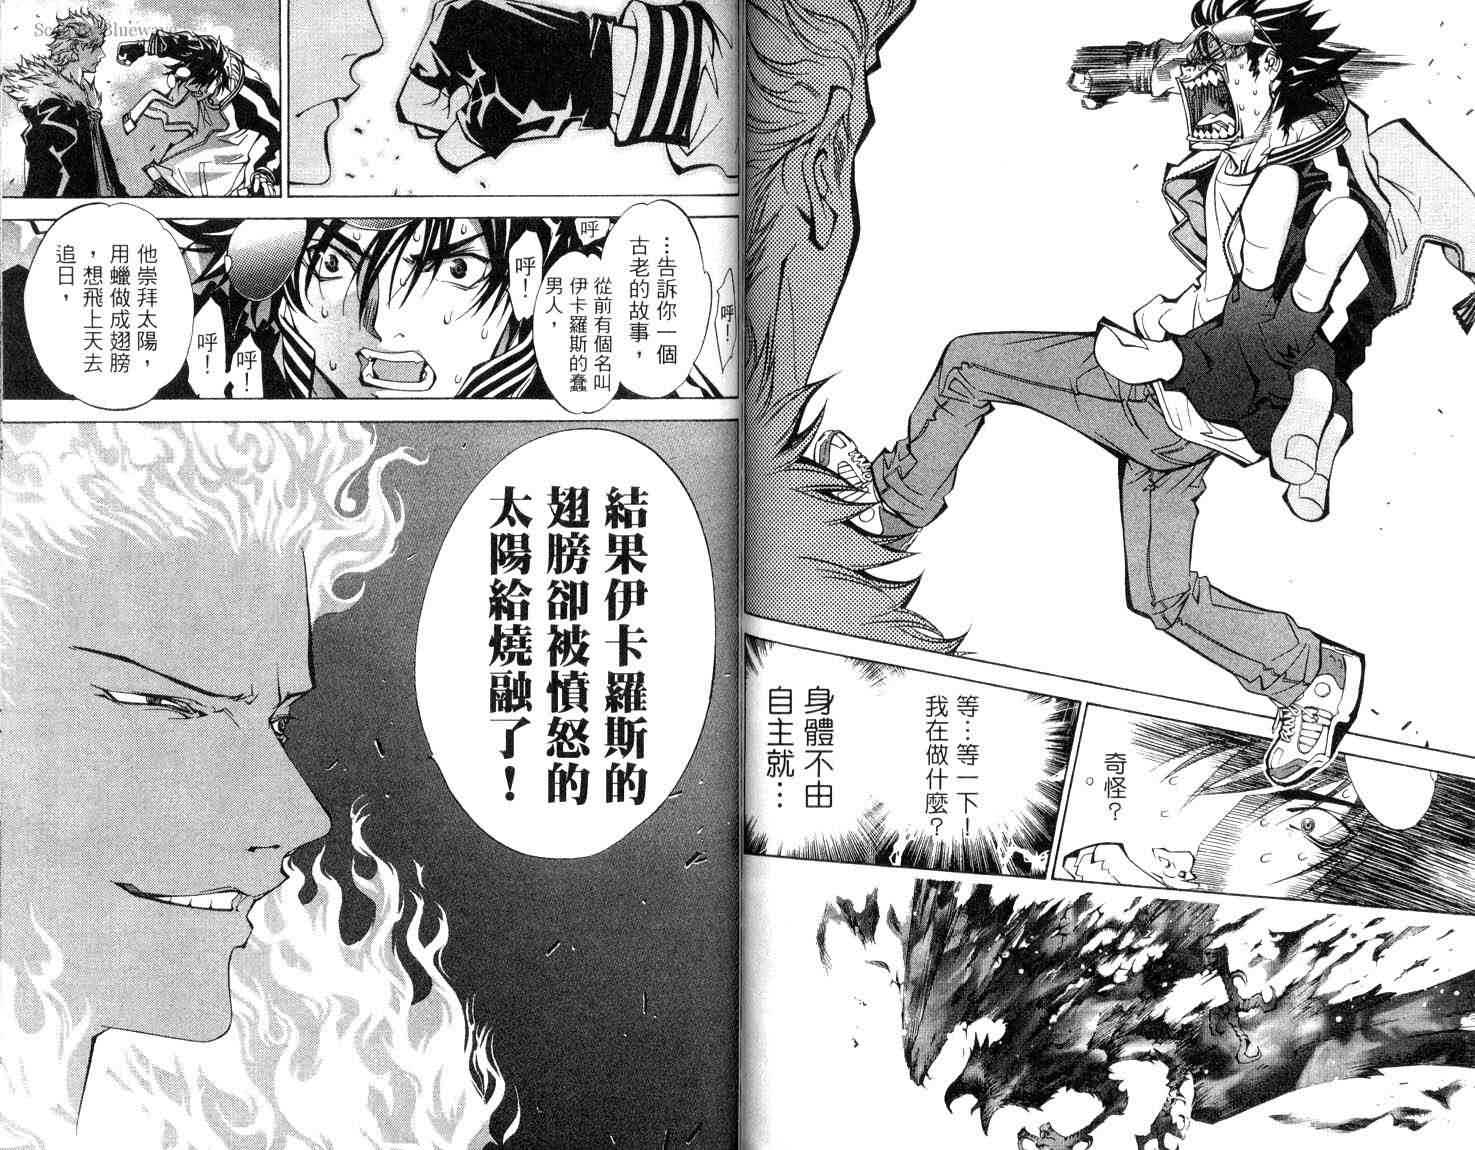 奇怪？
等…等一下！
我在做什麼？
身體不由
自主就…
呼！
…告訴你一個
古老的故事，
從前有個名叫
伊卡羅斯的蠢
男人，
呼
呼！
呼！
呼！
他崇拜太陽，
用蠟做成翅膀
，想飛上天去
追日，
結果伊卡羅斯的
翅膀卻被憤怒的
太陽給燒融了！